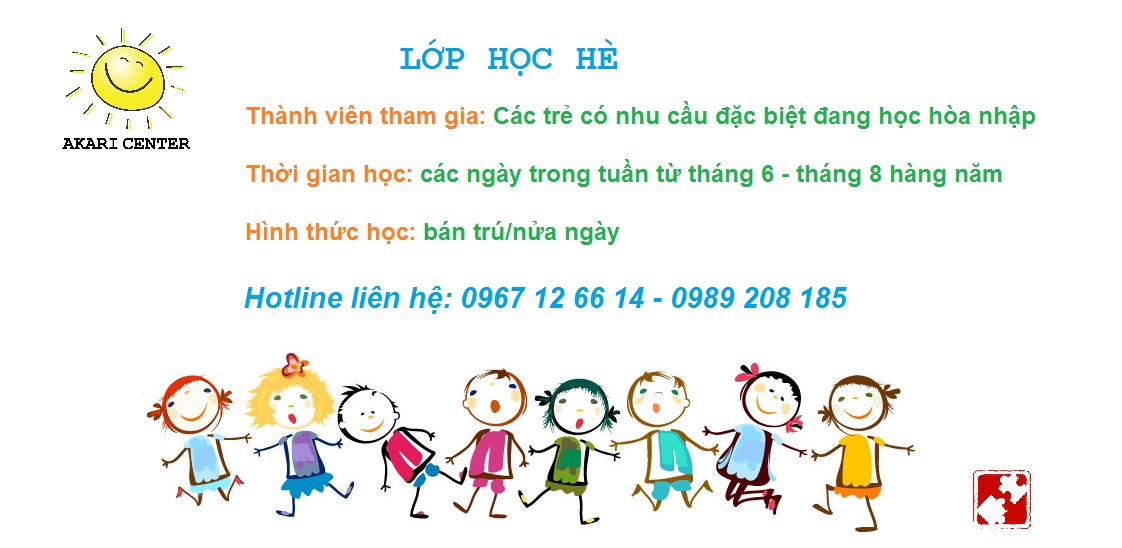 LỚP HỌC HÈ
AKARI CENTER
Thành viên tham gia: Các trẻ có nhu cầu đặc biệt đang học hòa nhập
Thời gian học: các ngày trong tuần từ tháng 6 - tháng 8 hàng năm
Hình thức học: bán trú/nửa ngày
Hotline liên hệ: 0967 12 66 14 - 0989 208 185